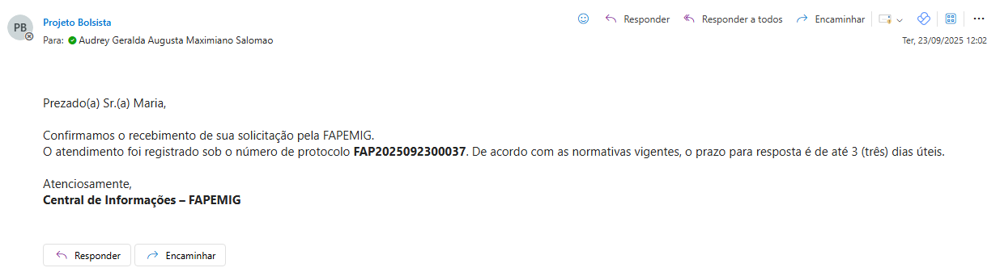 PB
Projeto Bolsista
Responder
Responder a todos
Encaminhar
Para: Audrey Geralda Augusta Maximiano Salomao
Ter, 23/09/2025 12:02
Prezado(a) Sr.(a) Maria,
Confirmamos o recebimento de sua solicitação pela FAPEMIG.
O atendimento foi registrado sob o número de protocolo FAP2025092300037. De acordo com as normativas vigentes, o prazo para resposta é de até 3 (três) dias úteis.
Atenciosamente,
Central de Informações – FAPEMIG
Responder
Encaminhar